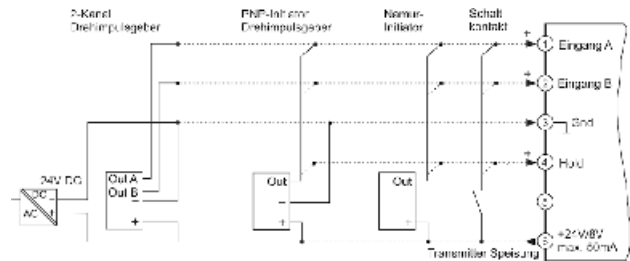 2-Kanal
Drehimpulsgeber
PNP-Initiator
Drehimpulsgeber
Namur-
Initiator
Schalt
kontakt
+ 1 Eingang A
+ 2 Eingang B
3 Gnd
+ 4 Hold
5
6 +24V/8V
max. 60mA
Transmitter Speisung
24V DC
DC
AC
Out A
Out B
-
+
Out
-
+
Out
-
+